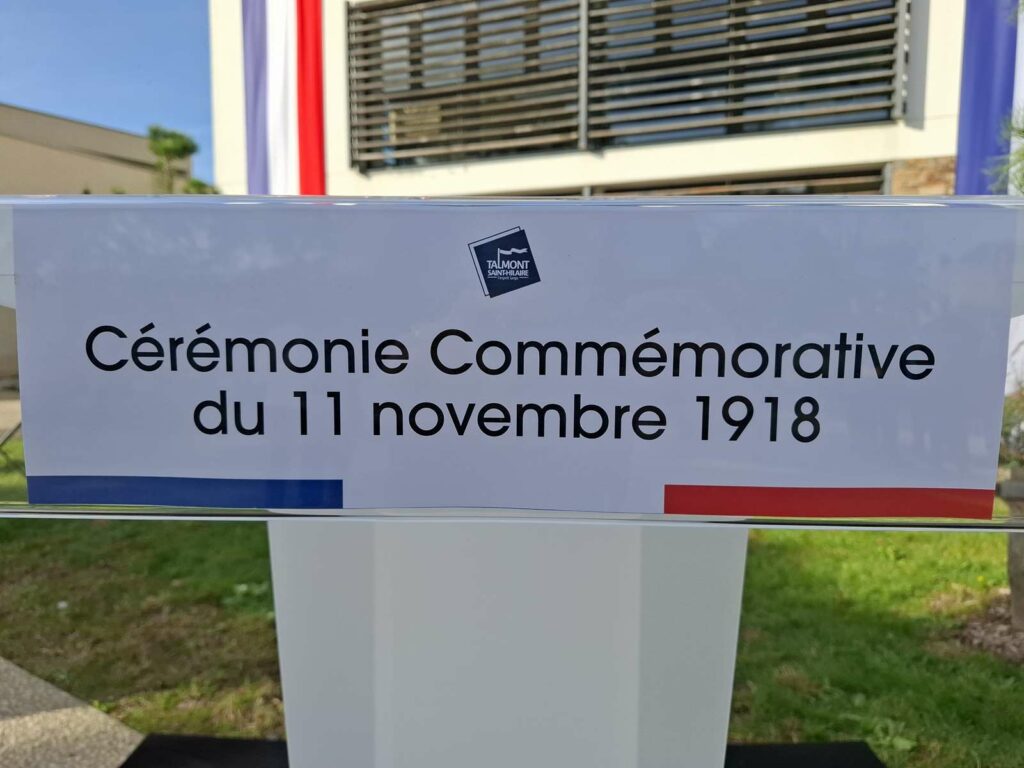 TALMONT
SAINT-HILAIRE
Cérémonie Commémorative
du 11 novembre 1918